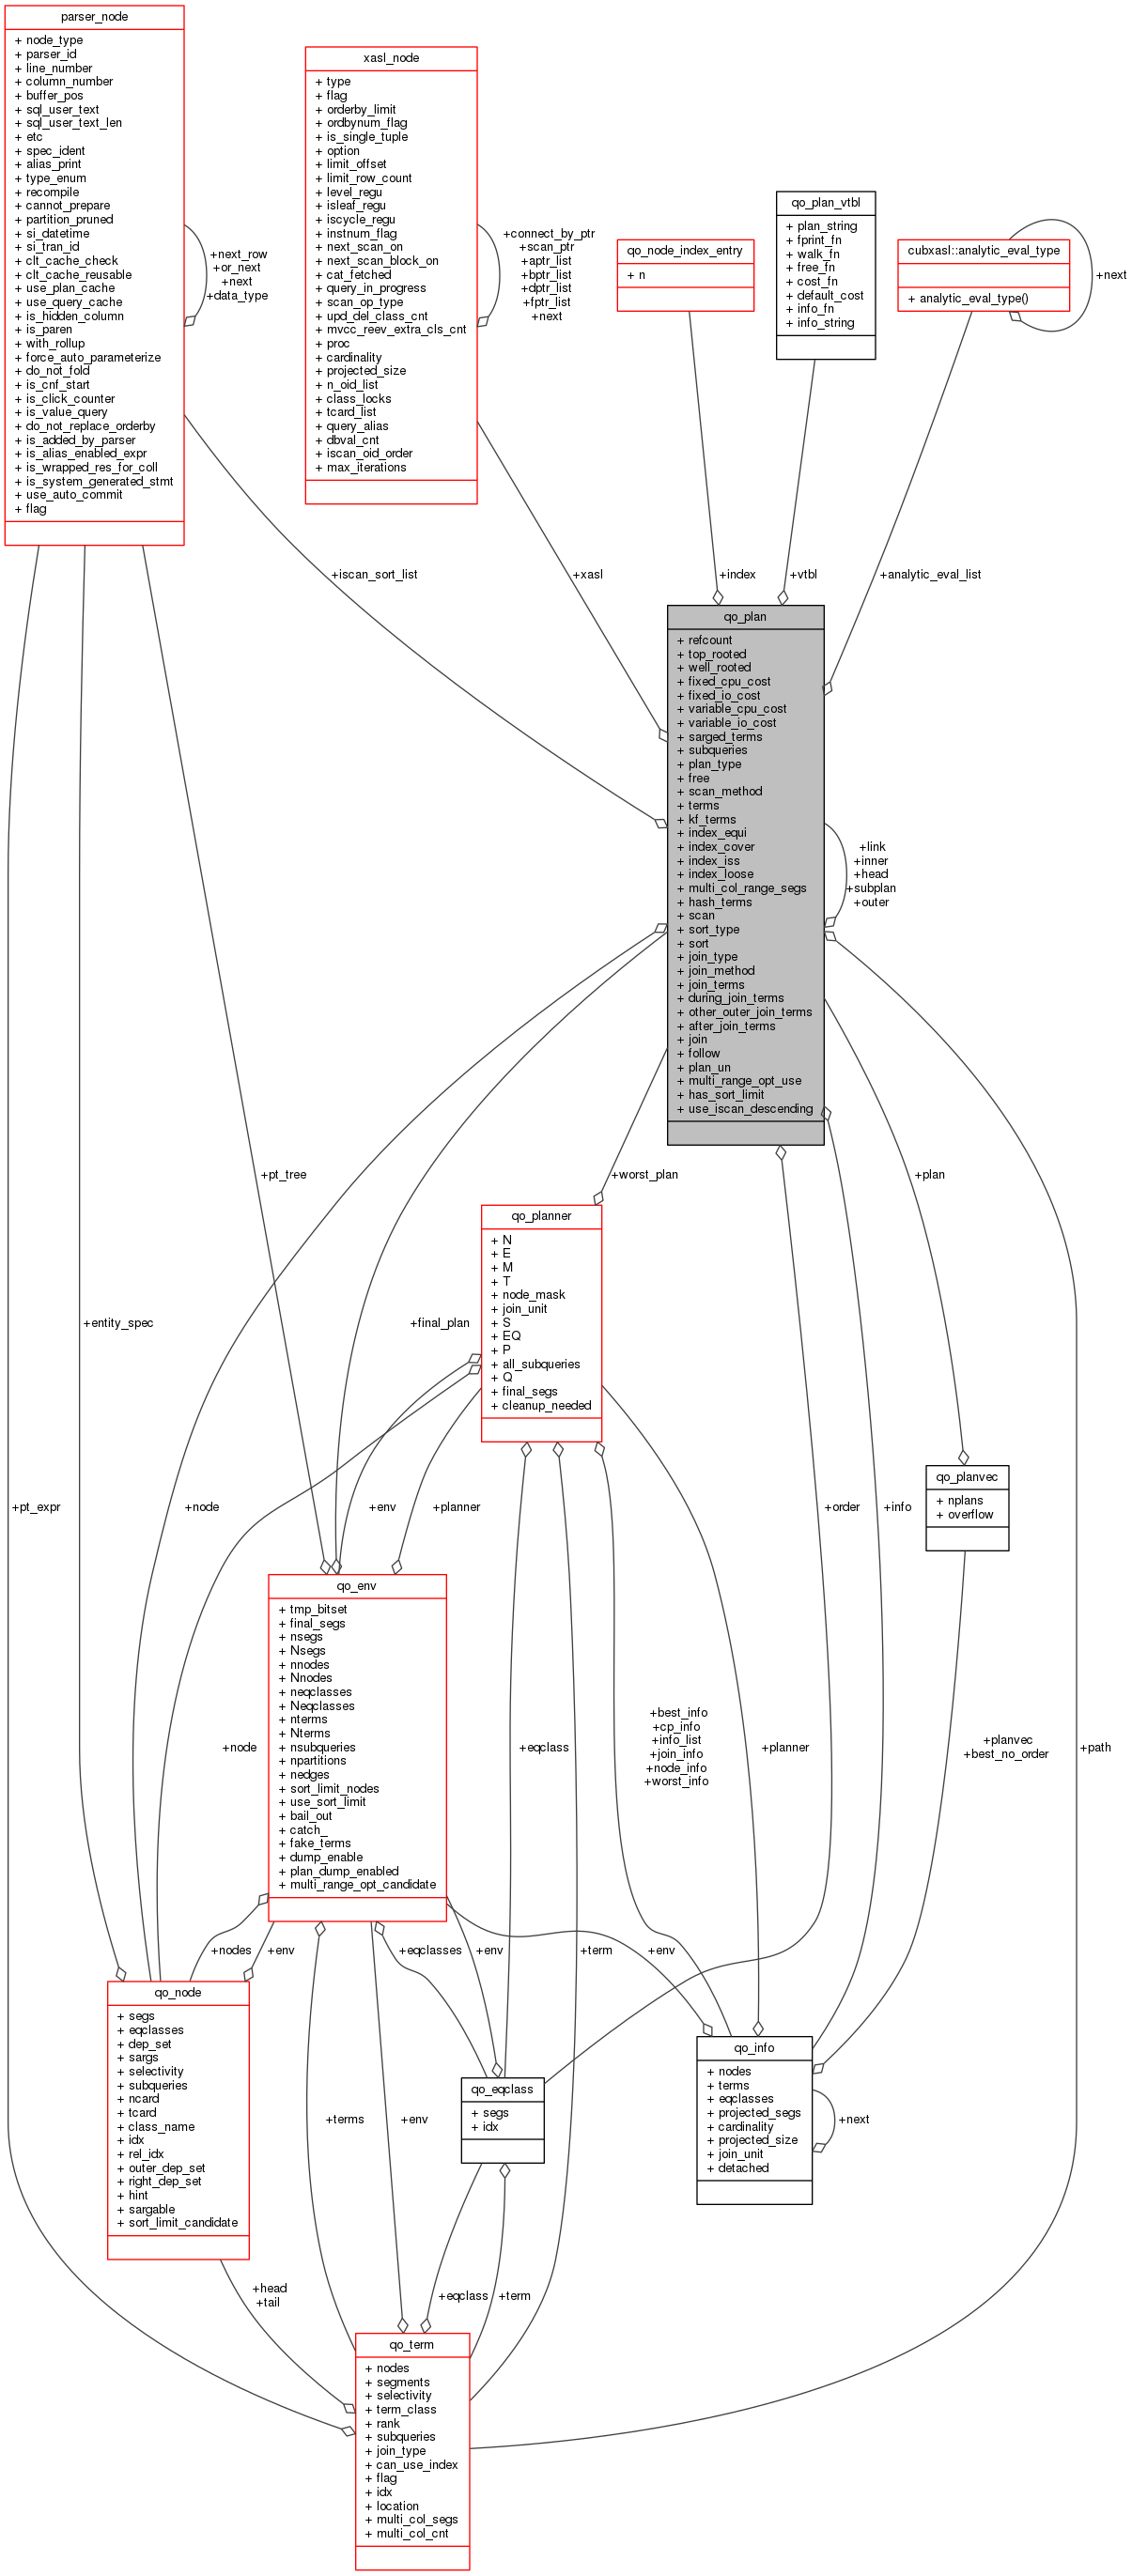 parser_node
+ node_type
+ parser_id
+ line_number
+ column_number
+ buffer_pos
+ sql_user_text
+ sql_user_text_len
+ etc
+ spec_ident
+ alias_print
+ type_enum
+ recompile
+ cannot_prepare
+ partition_pruned
+ si_datetime
+ si_tran_id
+ clt_cache_check
+ clt_cache_reusable
+ use_plan_cache
+ use_query_cache
+ is_hidden_column
+ is_paren
+ with_rollup
+ force_auto_parameterize
+ do_not_fold
+ is_cnf_start
+ is_click_counter
+ is_value_query
+ do_not_replace_orderby
+ is_added_by_parser
+ is_alias_enabled_expr
+ is_wrapped_res_for_coll
+ is_system_generated_stmt
+ use_auto_commit
+ flag
+next_row
+or_next
+next
+data_type
xasl_node
+ type
+ flag
+ orderby_limit
+ ordbynum_flag
+ is_single_tuple
+ option
+ limit_offset
+ limit_row_count
+ level_regu
+ isleaf_regu
+ iscycle_regu
+ instnum_flag
+ next_scan_on
+ next_scan_block_on
+ cat_fetched
+ query_in_progress
+ scan_op_type
+ upd_del_class_cnt
+ mvcc_reev_extra_cls_cnt
+ proc
+ cardinality
+ projected_size
+ n_oid_list
+ class_locks
+ tcard_list
+ query_alias
+ dbval_cnt
+ iscan_oid_order
+ max_iterations
+connect_by_ptr
+scan_ptr
+aptr_list
+bptr_list
+dptr_list
+fptr_list
+next
qo_node_index_entry
+ n
qo_plan_vtbl
+ plan_string
+ fprint_fn
+ walk_fn
+ free_fn
+ cost_fn
+ default_cost
+ info_fn
+ info_string
cubxasl::analytic_eval_type
+ analytic_eval_type()
+next
+iscan_sort_list
+xasl
+index
+vtbl
+analytic_eval_list
qo_plan
+ refcount
+ top_rooted
+ well_rooted
+ fixed_cpu_cost
+ fixed_io_cost
+ variable_cpu_cost
+ variable_io_cost
+ sarged_terms
+ subqueries
+ plan_type
+ free
+ scan_method
+ terms
+ kf_terms
+ index_equi
+ index_cover
+ index_iss
+ index_loose
+ multi_col_range_segs
+ hash_terms
+ scan
+ sort_type
+ sort
+ join_type
+ join_method
+ join_terms
+ during_join_terms
+ other_outer_join_terms
+ after_join_terms
+ join
+ follow
+ plan_un
+ multi_range_opt_use
+ has_sort_limit
+ use_iscan_descending
+link
+inner
+head
+subplan
+outer
+pt_tree
+worst_plan
+plan
qo_planner
+ N
+ E
+ M
+ T
+ node_mask
+ join_unit
+ S
+ EQ
+ P
+ all_subqueries
+ Q
+ final_segs
+ cleanup_needed
+entity_spec
+final_plan
qo_planvec
+ nplans
+ overflow
+pt_expr
+node
+env
+planner
+order
+info
qo_env
+ tmp_bitset
+ final_segs
+ nsegs
+ Nsegs
+ nnodes
+ Nnodes
+ neqclasses
+ Neqclasses
+ nterms
+ Nterms
+ nsubqueries
+ npartitions
+ nedges
+ sort_limit_nodes
+ use_sort_limit
+ bail_out
+ catch_
+ fake_terms
+ dump_enable
+ plan_dump_enabled
+ multi_range_opt_candidate
+node
+eqclass
+best_info
+cp_info
+info_list
+join_info
+node_info
+worst_info
+planner
+planvec
+best_no_order
+path
+nodes
+env
+eqclasses
+env
+term
+env
qo_node
+ segs
+ eqclasses
+ dep_set
+ sargs
+ selectivity
+ subqueries
+ ncard
+ tcard
+ class_name
+ idx
+ rel_idx
+ outer_dep_set
+ right_dep_set
+ hint
+ sargable
+ sort_limit_candidate
+terms
+env
qo_eqclass
+ segs
+ idx
qo_info
+ nodes
+ terms
+ eqclasses
+ projected_segs
+ cardinality
+ projected_size
+ join_unit
+ detached
+next
+head
+tail
+eqclass
+term
qo_term
+ nodes
+ segments
+ selectivity
+ term_class
+ rank
+ subqueries
+ join_type
+ can_use_index
+ flag
+ idx
+ location
+ multi_col_segs
+ multi_col_cnt